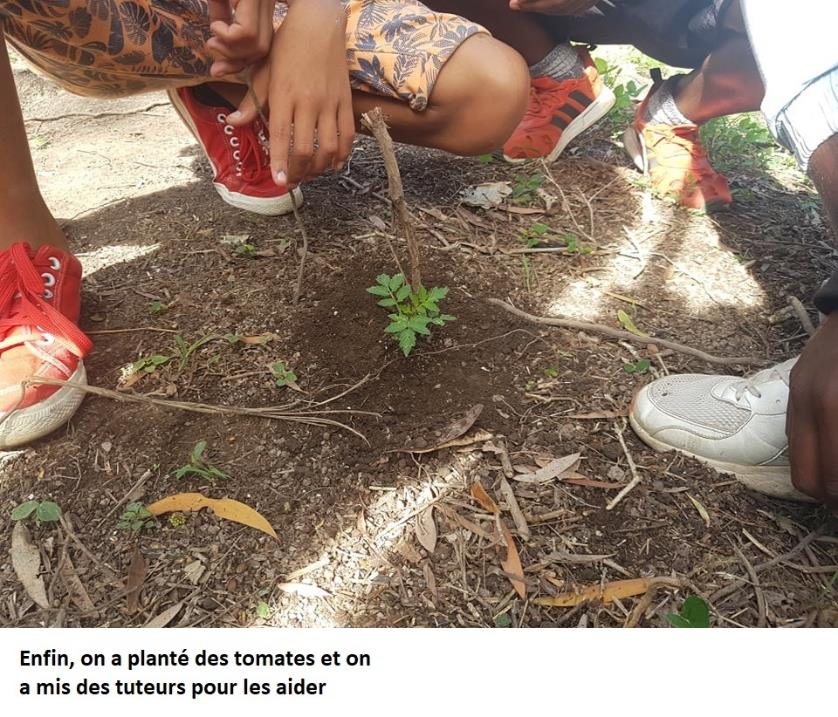 Enfin, on a planté des tomates et on
a mis des tuteurs pour les aider